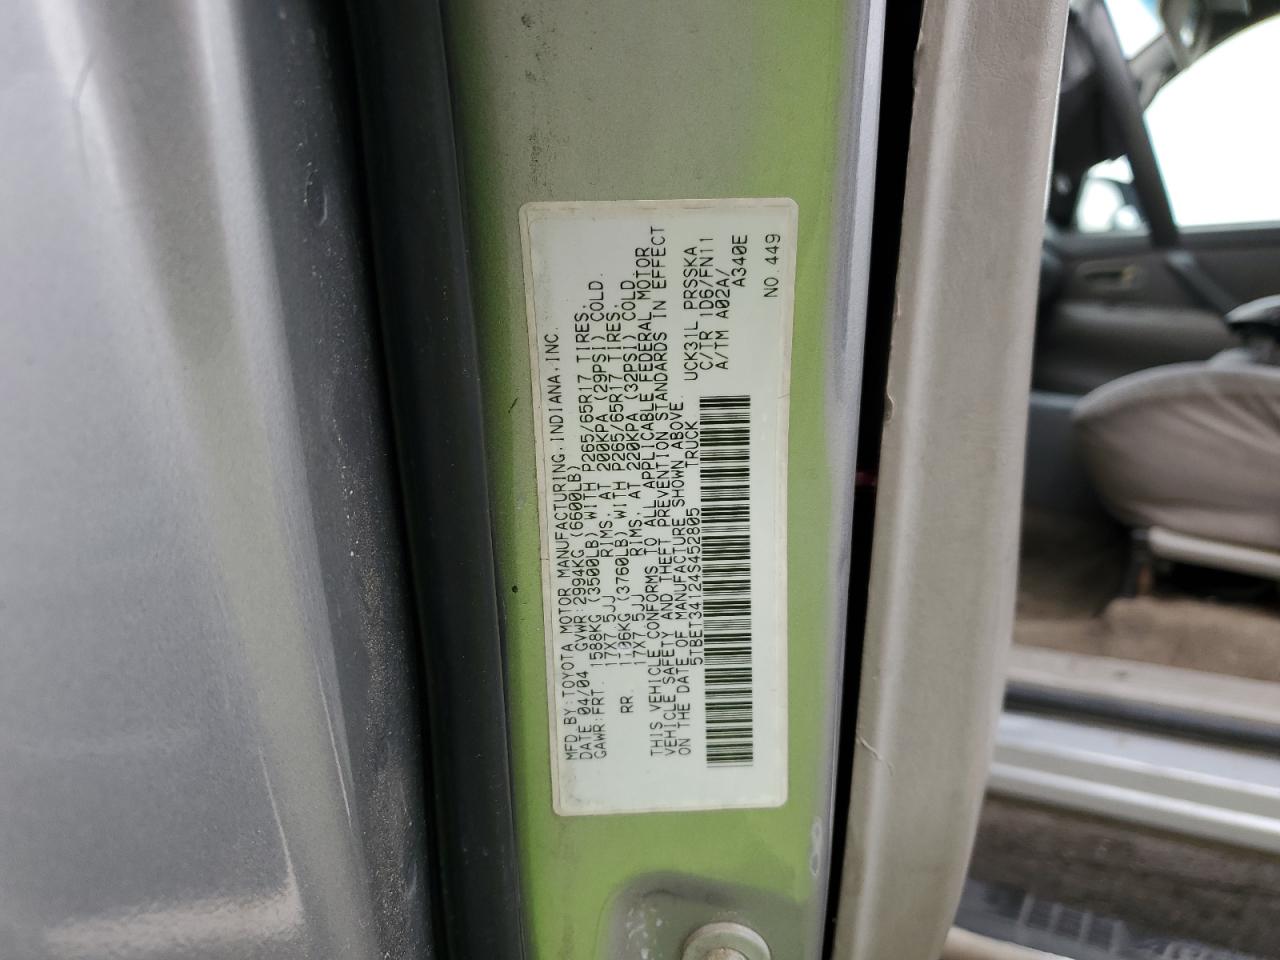 MFD BY:TOYOTA MOTOR MANUFACTURING,INDIANA,INC.
DATE 04/04 GVWR:2994KG (6600LB)
GAWR:FRT. 1588KG (3500LB) WITH P265/65R17 TIRES,
17X7.5JJ RIMS, AT 200KPA (29PSI) COLD.
RR. 1706KG (3760LB) WITH P265/65R17 TIRES,
17X7.5JJ RIMS, AT 220KPA (32PSI) COLD
THIS VEHICLE CONFORMS TO ALL APPLICABLE FEDERAL MOTOR
VEHICLE SAFETY AND THEFT PREVENTION STANDARDS IN EFFECT
ON THE DATE OF MANUFACTURE SHOWN ABOVE.
5TBET34124S452805 TRUCK UCK31L PRSSKA
C/TR 1D6/FN11
A/TM A02A/
A340E
NO.449